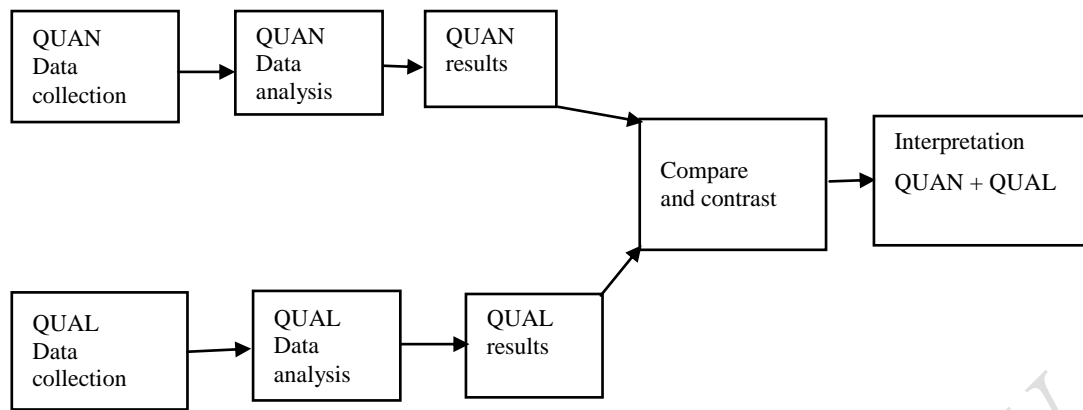 QUAN
Data
collection
QUAN
Data
analysis
QUAN
results
Compare
and contrast
Interpretation
QUAN + QUAL
QUAL
Data
collection
QUAL
Data
analysis
QUAL
results